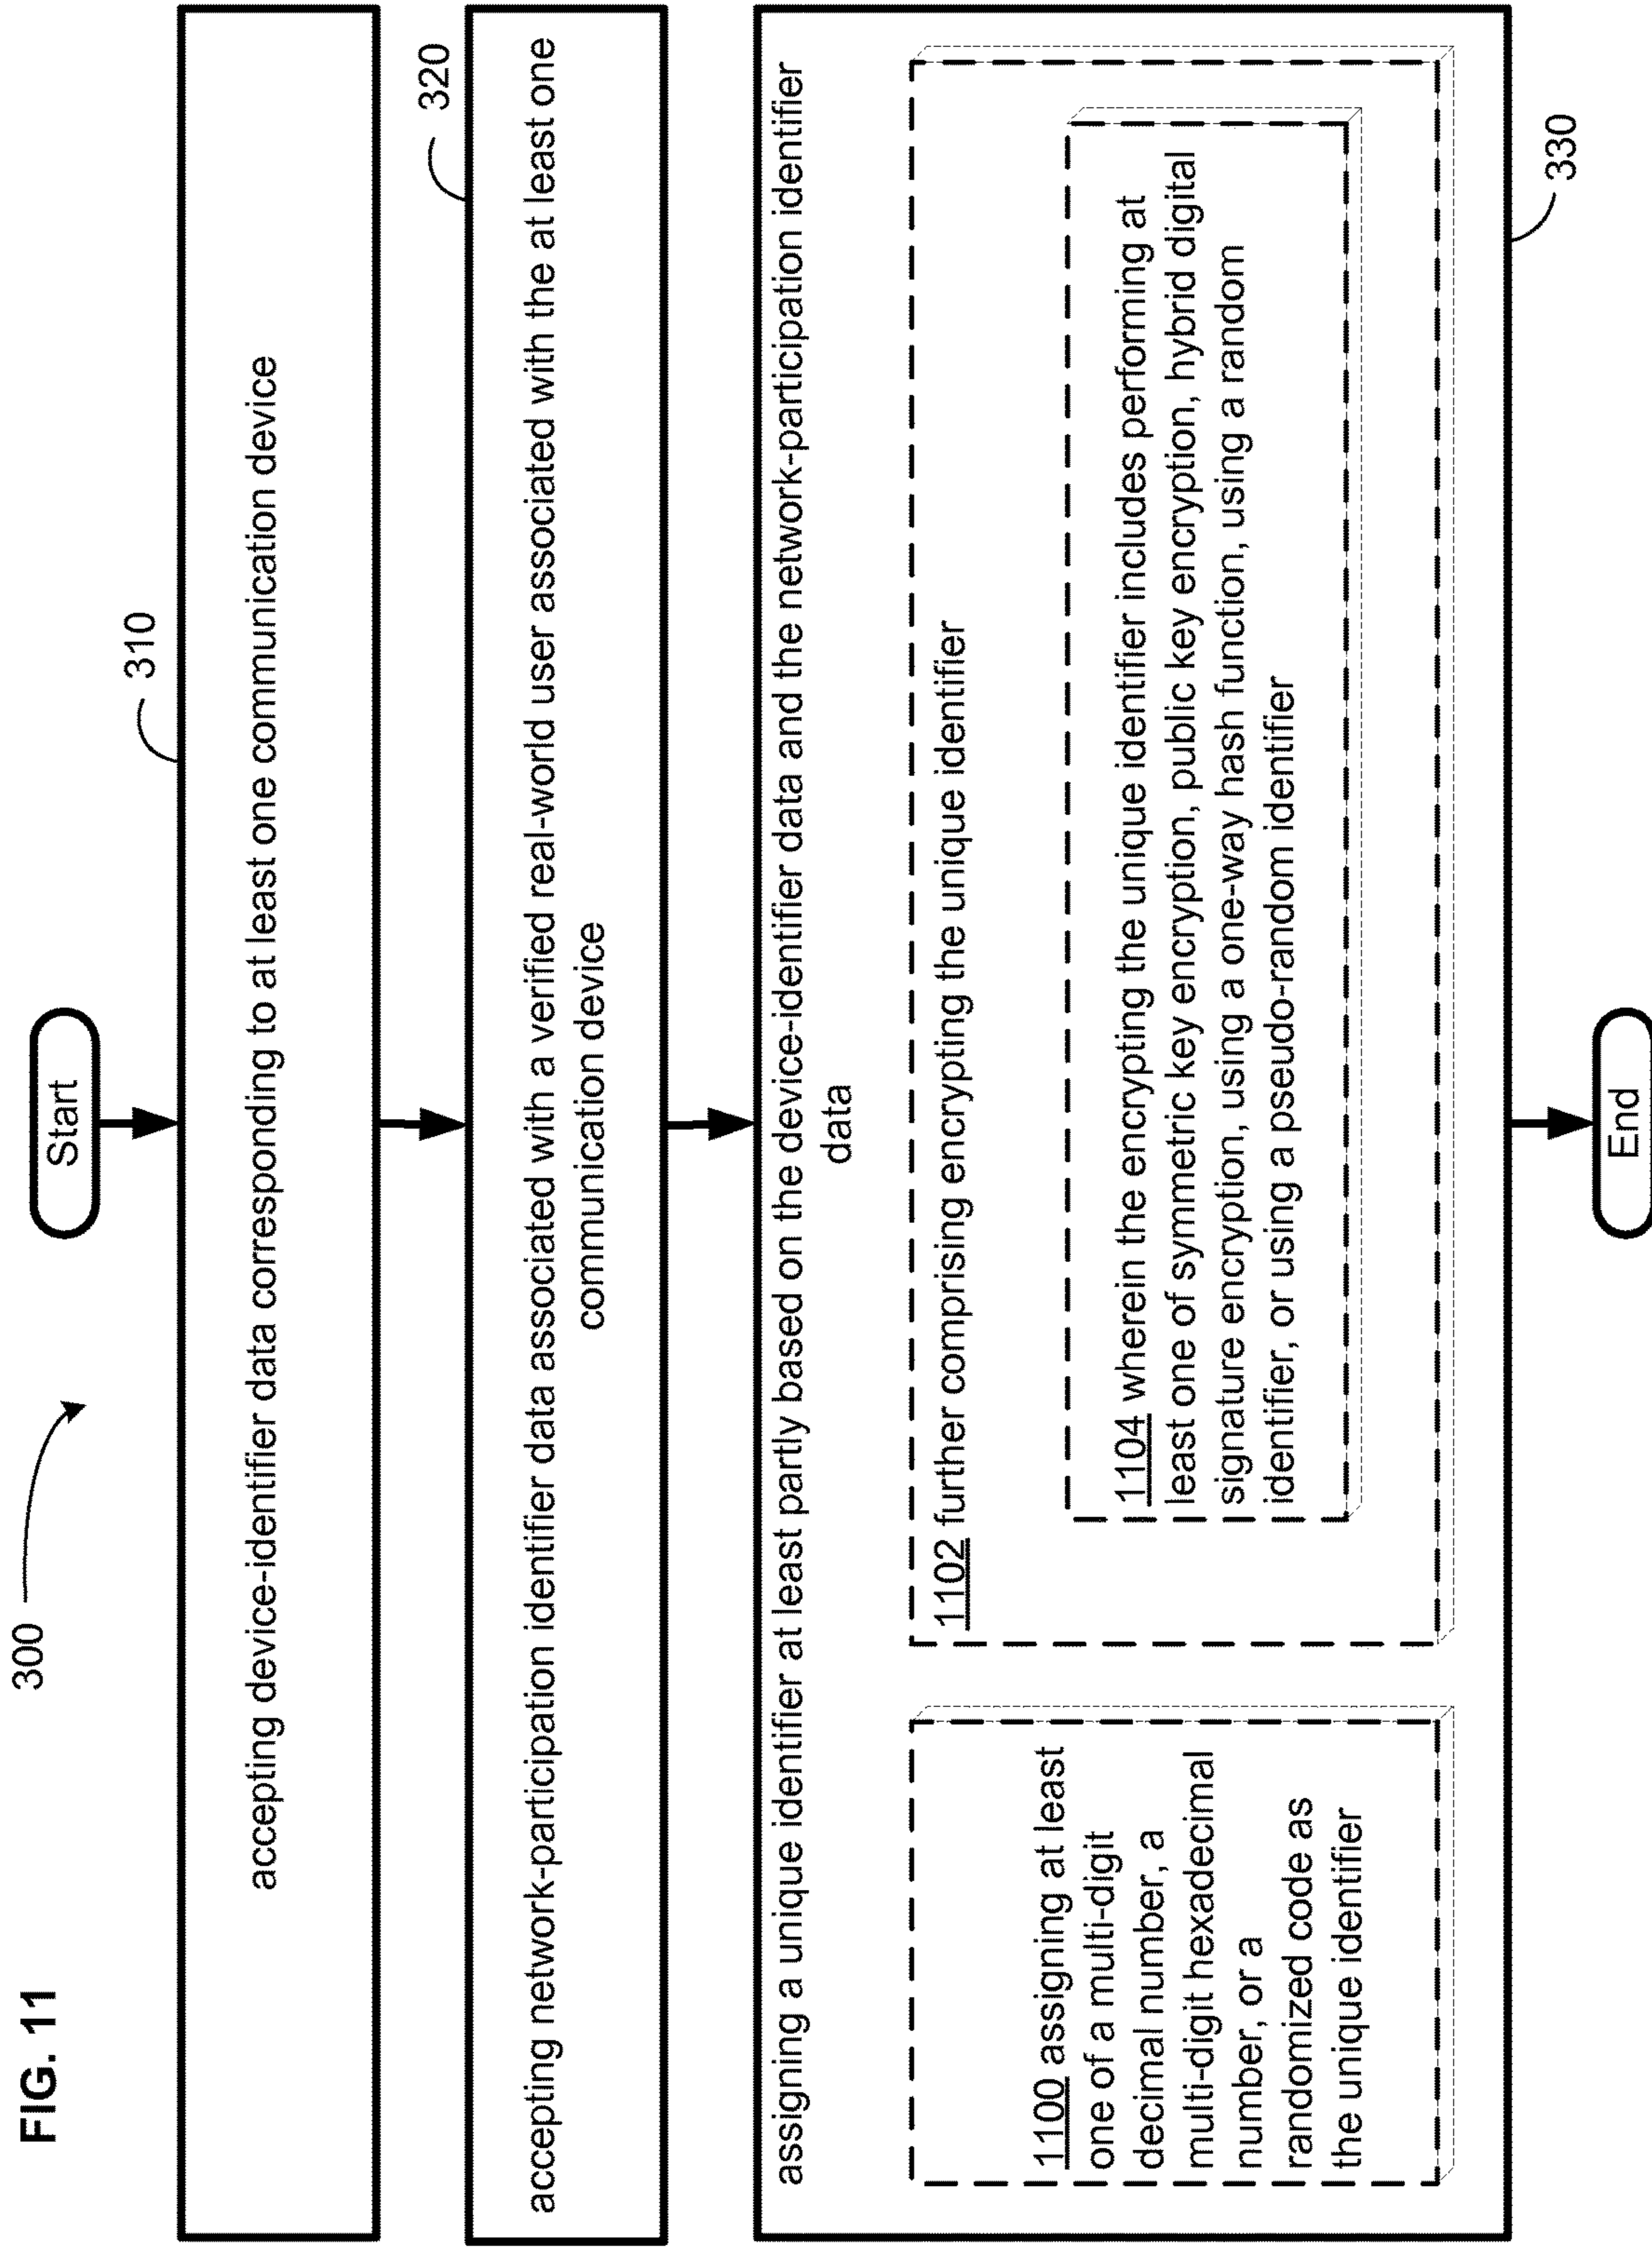 FIG. 11
300
Start
310
accepting device-identifier data corresponding to at least one communication device
320
accepting network-participation identifier data associated with a verified real-world user associated with the at least one
communication device
assigning a unique identifier at least partly based on the device-identifier data and the network-participation identifier
data
1100 assigning at least
one of a multi-digit
decimal number, a
multi-digit hexadecimal
number, or a
randomized code as
the unique identifier
1102 further comprising encrypting the unique identifier
1104 wherein the encrypting the unique identifier includes performing at
least one of symmetric key encryption, public key encryption, hybrid digital
signature encryption, using a one-way hash function, using a random
identifier, or using a pseudo-random identifier
330
End